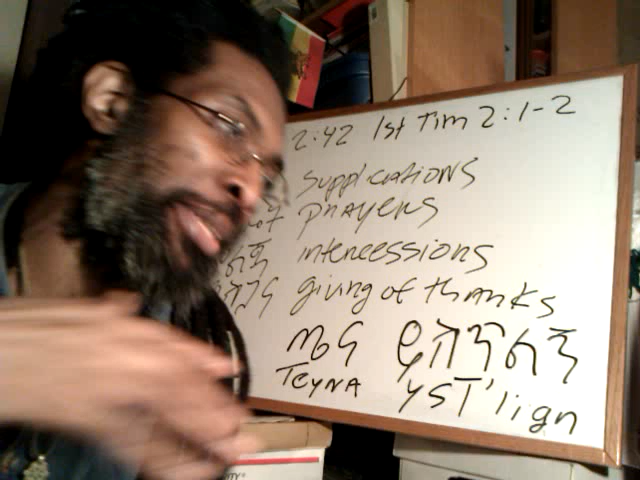 2:42 1st Tim 2:1-2
supplications
prayers
intercessions
giving of thanks
ጤና ይስጥልኝ
Teyna yst'lign